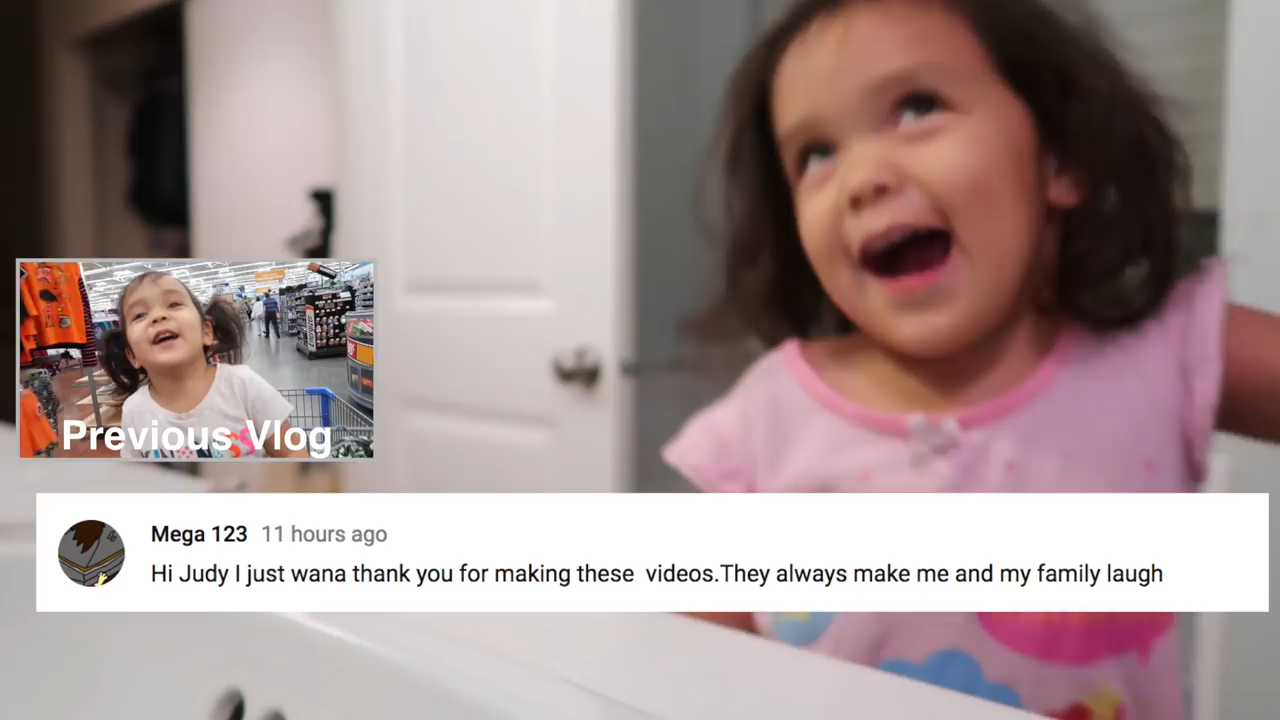 Previous Vlog
Mega 123 11 hours ago
Hi Judy I just wana thank you for making these  videos.They always make me and my family laugh